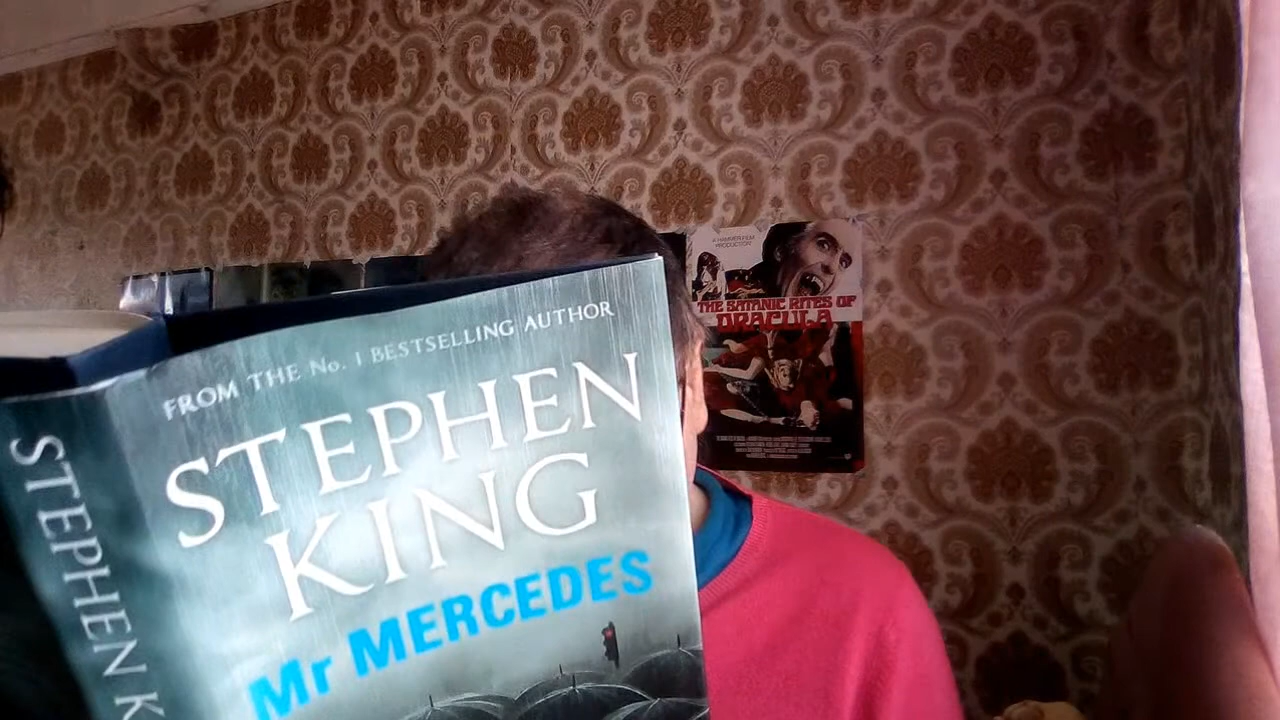 FROM THE No. 1 BESTSELLING AUTHOR
STEPHEN
KING
Mr MERCEDES
STEPHEN K
A HAMMER FILM
PRODUCTION
THE SATANIC RITES OF
DRACULA